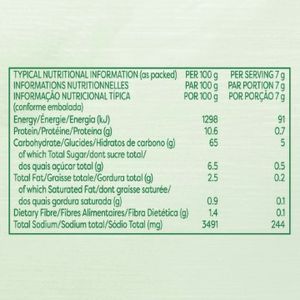 TYPICAL NUTRITIONAL INFORMATION (as packed) PER 100 g PER SERVING 7 g
INFORMATIONS NUTRITIONNELLES PAR 100 g PAR PORTION 7 g
INFORMAÇÃO NUTRICIONAL TÍPICA POR 100 g POR PORÇÃO 7 g
(conforme embalada)
Energy/Énergie/Energia (kJ) 1298 91
Protein/Protéine/Proteína (g) 10.6 0.7
Carbohydrate/Glucides/Hidratos de carbono (g) 65 5
of which Total Sugar/dont sucre total/
dos quais açúcar total (g) 6.5 0.5
Total Fat/Graisse totale/Gordura total (g) 2.5 0.2
of which Saturated Fat/dont graisse saturée/
dos quais gordura saturada (g) 0.9 0.1
Dietary Fibre/Fibres Alimentaires/Fibra Dietética (g) 1.4 0.1
Total Sodium/Sodium total/Sódio Total (mg) 3491 244